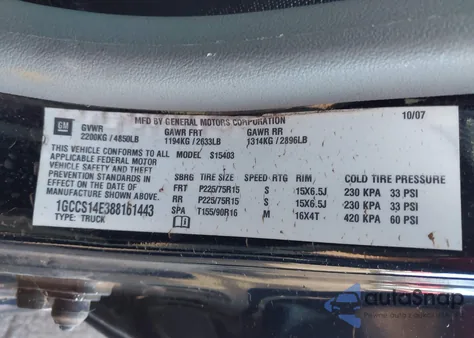 MFD BY GENERAL MOTORS CORPORATION 10/07
GM GVWR GAWR FRT GAWR RR
2200KG / 4850LB 1194KG / 2633LB 1314KG / 2896LB
THIS VEHICLE CONFORMS TO ALL MODEL S15403
APPLICABLE FEDERAL MOTOR
VEHICLE SAFETY AND THEFT
PREVENTION STANDARDS IN
EFFECT ON THE DATE OF
MANUFACTURE SHOWN ABOVE.
1GCCS14E388161443
TYPE: TRUCK
SBRG TIRE SIZE SPEED RTG RIM COLD TIRE PRESSURE
FRT P225/75R15 S 15X6.5J 230 KPA 33 PSI
RR P225/75R15 S 15X6.5J 230 KPA 33 PSI
SPA T155/90R16 M 16X4T 420 KPA 60 PSI
autoSnap